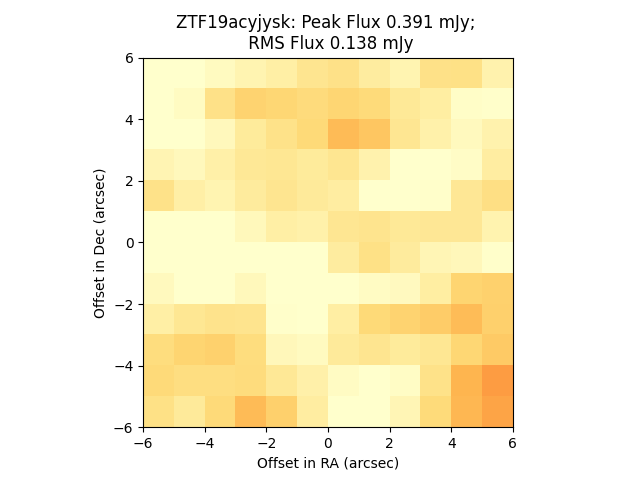 ZTF19acyjysk: Peak Flux 0.391 mJy;
RMS Flux 0.138 mJy
6
4
2
0
−2
−4
−6
Offset in Dec (arcsec)
−6 −4 −2 0 2 4 6
Offset in RA (arcsec)